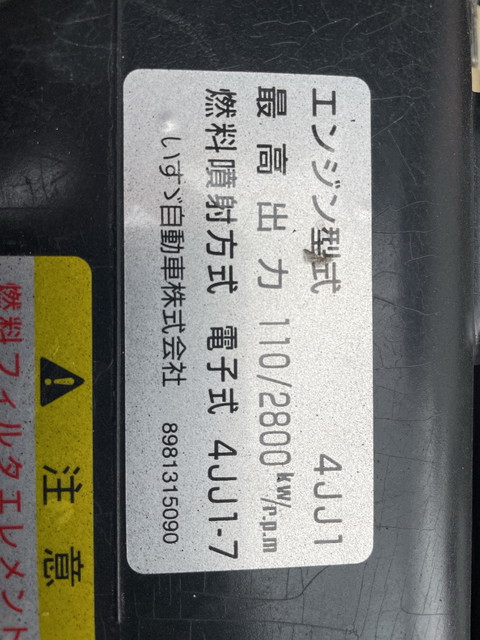 エンジン型式 4JJ1
最高出力 110/2800 kw/r.p.m
燃料噴射方式 電子式 4JJ1-7
いすゞ自動車株式会社 8981315090
注意
燃料フィルタエレメント